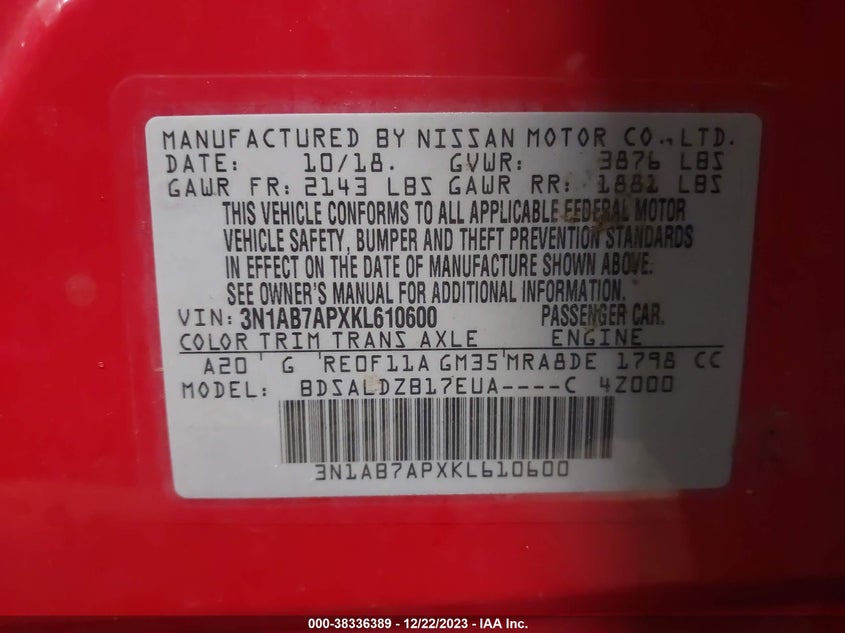 MANUFACTURED BY NISSAN MOTOR CO., LTD.
DATE: 10/18. GVWR: 3876 LBS
GAWR FR: 2143 LBS GAWR RR: 1881 LBS
THIS VEHICLE CONFORMS TO ALL APPLICABLE FEDERAL MOTOR
VEHICLE SAFETY, BUMPER AND THEFT PREVENTION STANDARDS
IN EFFECT ON THE DATE OF MANUFACTURE SHOWN ABOVE.
SEE OWNER'S MANUAL FOR ADDITIONAL INFORMATION.
VIN: 3N1AB7APXKL610600 PASSENGER CAR.
COLOR TRIM TRANS AXLE ENGINE
A20 G RE0F11A GM35 MRA8DE 1798 CC
MODEL: BDSALDZB17EUA----C 4Z000
3N1AB7APXKL610600
000-38336389 - 12/22/2023 - IAA Inc.